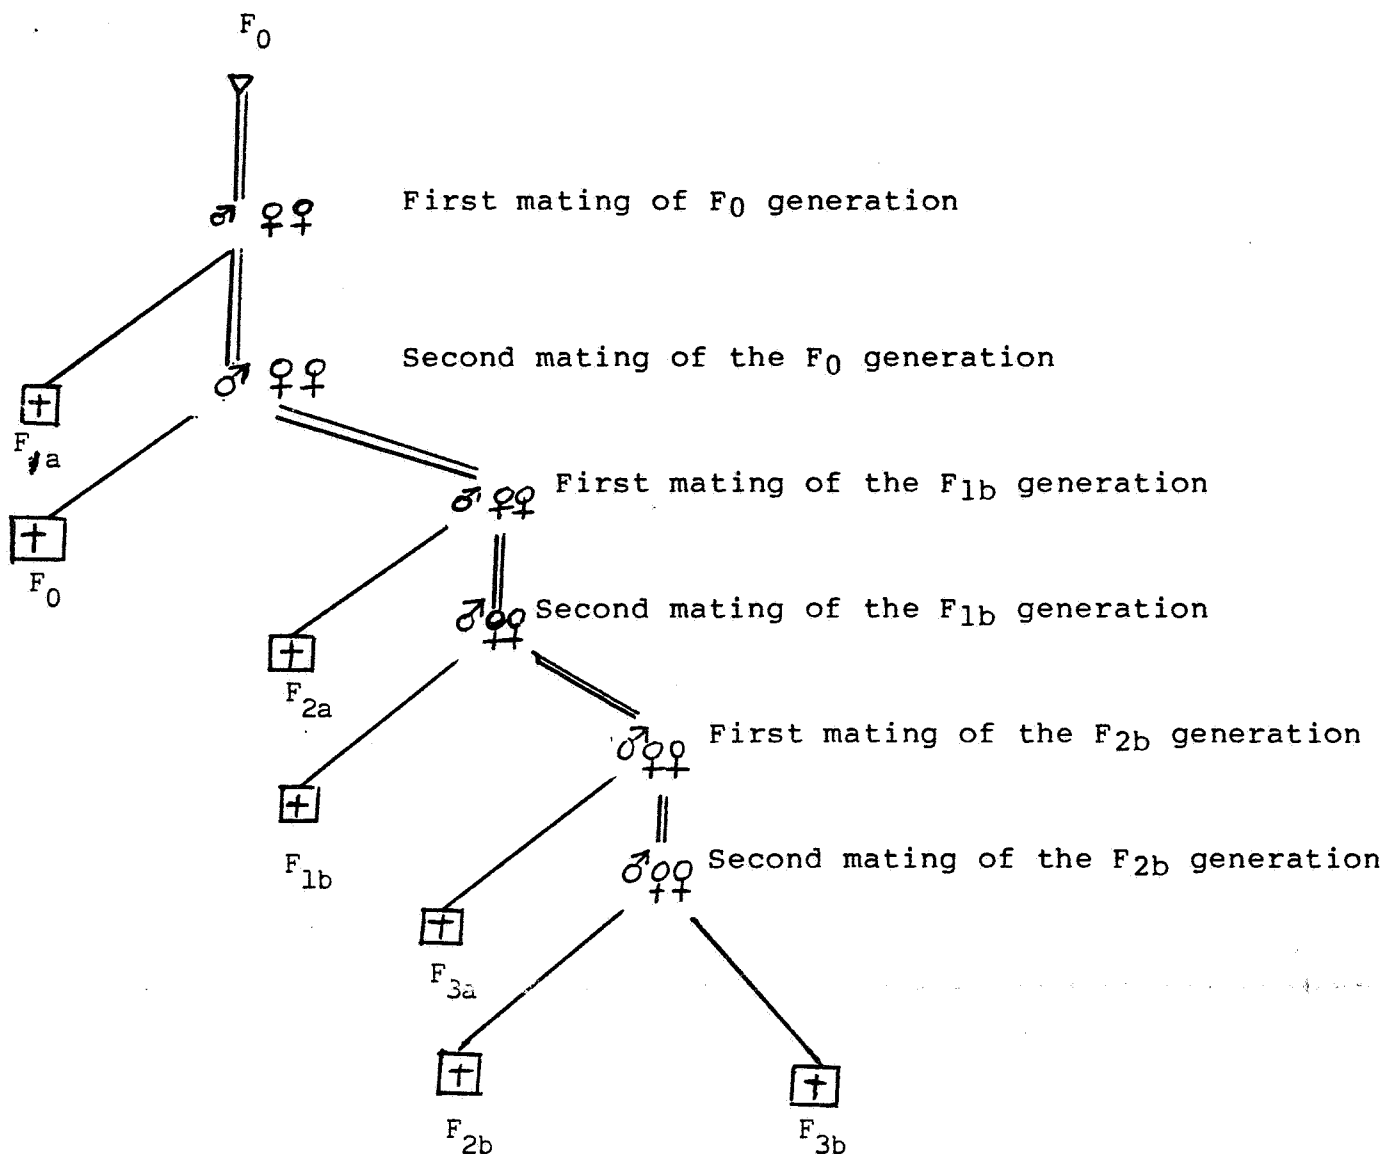 F0
First mating of F0 generation
Second mating of the F0 generation
F1a
First mating of the F1b generation
F0
Second mating of the F1b generation
F2a
First mating of the F2b generation
F1b
Second mating of the F2b generation
F3a
F2b
F3b